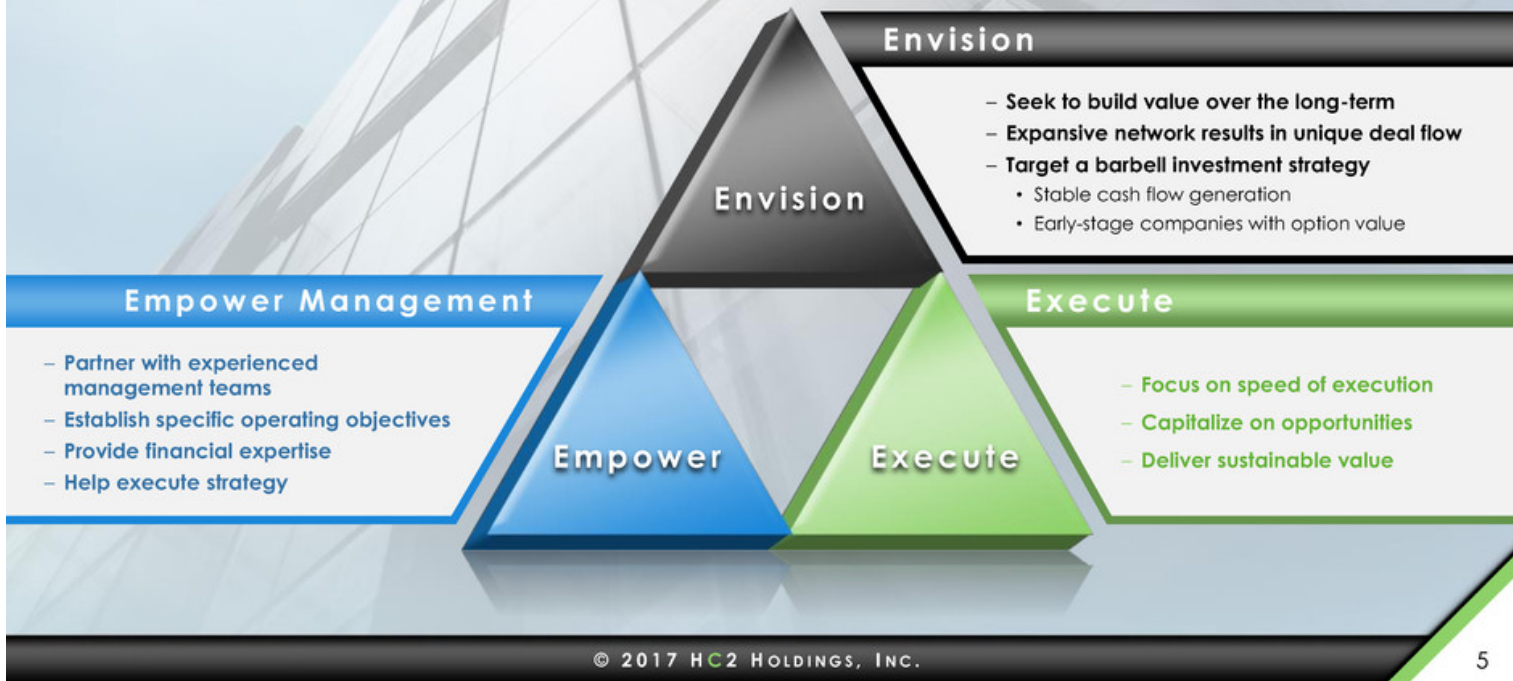 Envision
– Seek to build value over the long-term
– Expansive network results in unique deal flow
– Target a barbell investment strategy
• Stable cash flow generation
• Early-stage companies with option value
Envision
Empower Management
– Partner with experienced
management teams
– Establish specific operating objectives
– Provide financial expertise
– Help execute strategy
Empower
Execute
Execute
– Focus on speed of execution
– Capitalize on opportunities
– Deliver sustainable value
© 2017 HC2 HOLDINGS, INC.
5